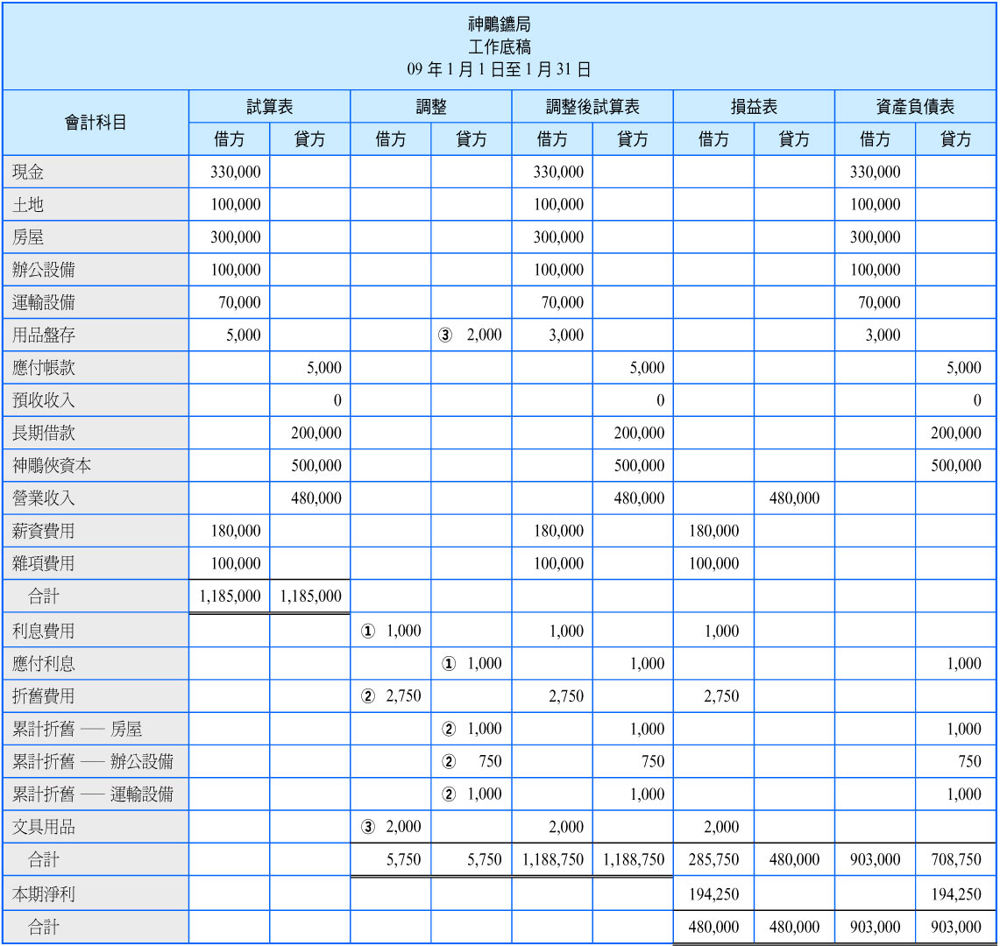 神鵰鑣局
工作底稿
09 年 1 月 1 日至 1 月 31 日
會計科目 試算表 調整 調整後試算表 損益表 資產負債表
借方 貸方 借方 貸方 借方 貸方 借方 貸方 借方 貸方
現金 330,000 330,000 330,000
土地 100,000 100,000 100,000
房屋 300,000 300,000 300,000
辦公設備 100,000 100,000 100,000
運輸設備 70,000 70,000 70,000
用品盤存 5,000 ③ 2,000 3,000 3,000
應付帳款 5,000 5,000 5,000
預收收入 0 0 0
長期借款 200,000 200,000 200,000
神鵰俠資本 500,000 500,000 500,000
營業收入 480,000 480,000 480,000
薪資費用 180,000 180,000 180,000
雜項費用 100,000 100,000 100,000
合計 1,185,000 1,185,000
利息費用 ① 1,000 1,000 1,000
應付利息 ① 1,000 1,000 1,000
折舊費用 ② 2,750 2,750 2,750
累計折舊 ── 房屋 ② 1,000 1,000 1,000
累計折舊 ── 辦公設備 ② 750 750 750
累計折舊 ── 運輸設備 ② 1,000 1,000 1,000
文具用品 ③ 2,000 2,000 2,000
合計 5,750 5,750 1,188,750 1,188,750 285,750 480,000 903,000 708,750
本期淨利 194,250 194,250
合計 480,000 480,000 903,000 903,000